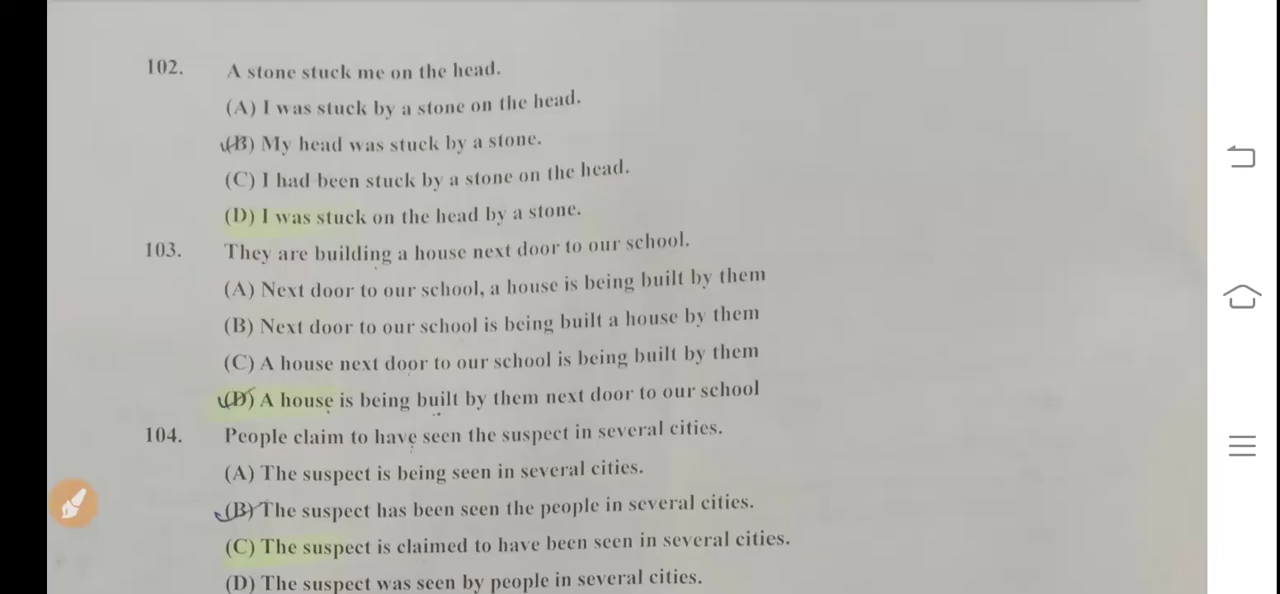 102. A stone stuck me on the head.
(A) I was stuck by a stone on the head.
(B) My head was stuck by a stone.
(C) I had been stuck by a stone on the head.
(D) I was stuck on the head by a stone.
103. They are building a house next door to our school.
(A) Next door to our school, a house is being built by them
(B) Next door to our school is being built a house by them
(C) A house next door to our school is being built by them
(D) A house is being built by them next door to our school
104. People claim to have seen the suspect in several cities.
(A) The suspect is being seen in several cities.
(B) The suspect has been seen the people in several cities.
(C) The suspect is claimed to have been seen in several cities.
(D) The suspect was seen by people in several cities.